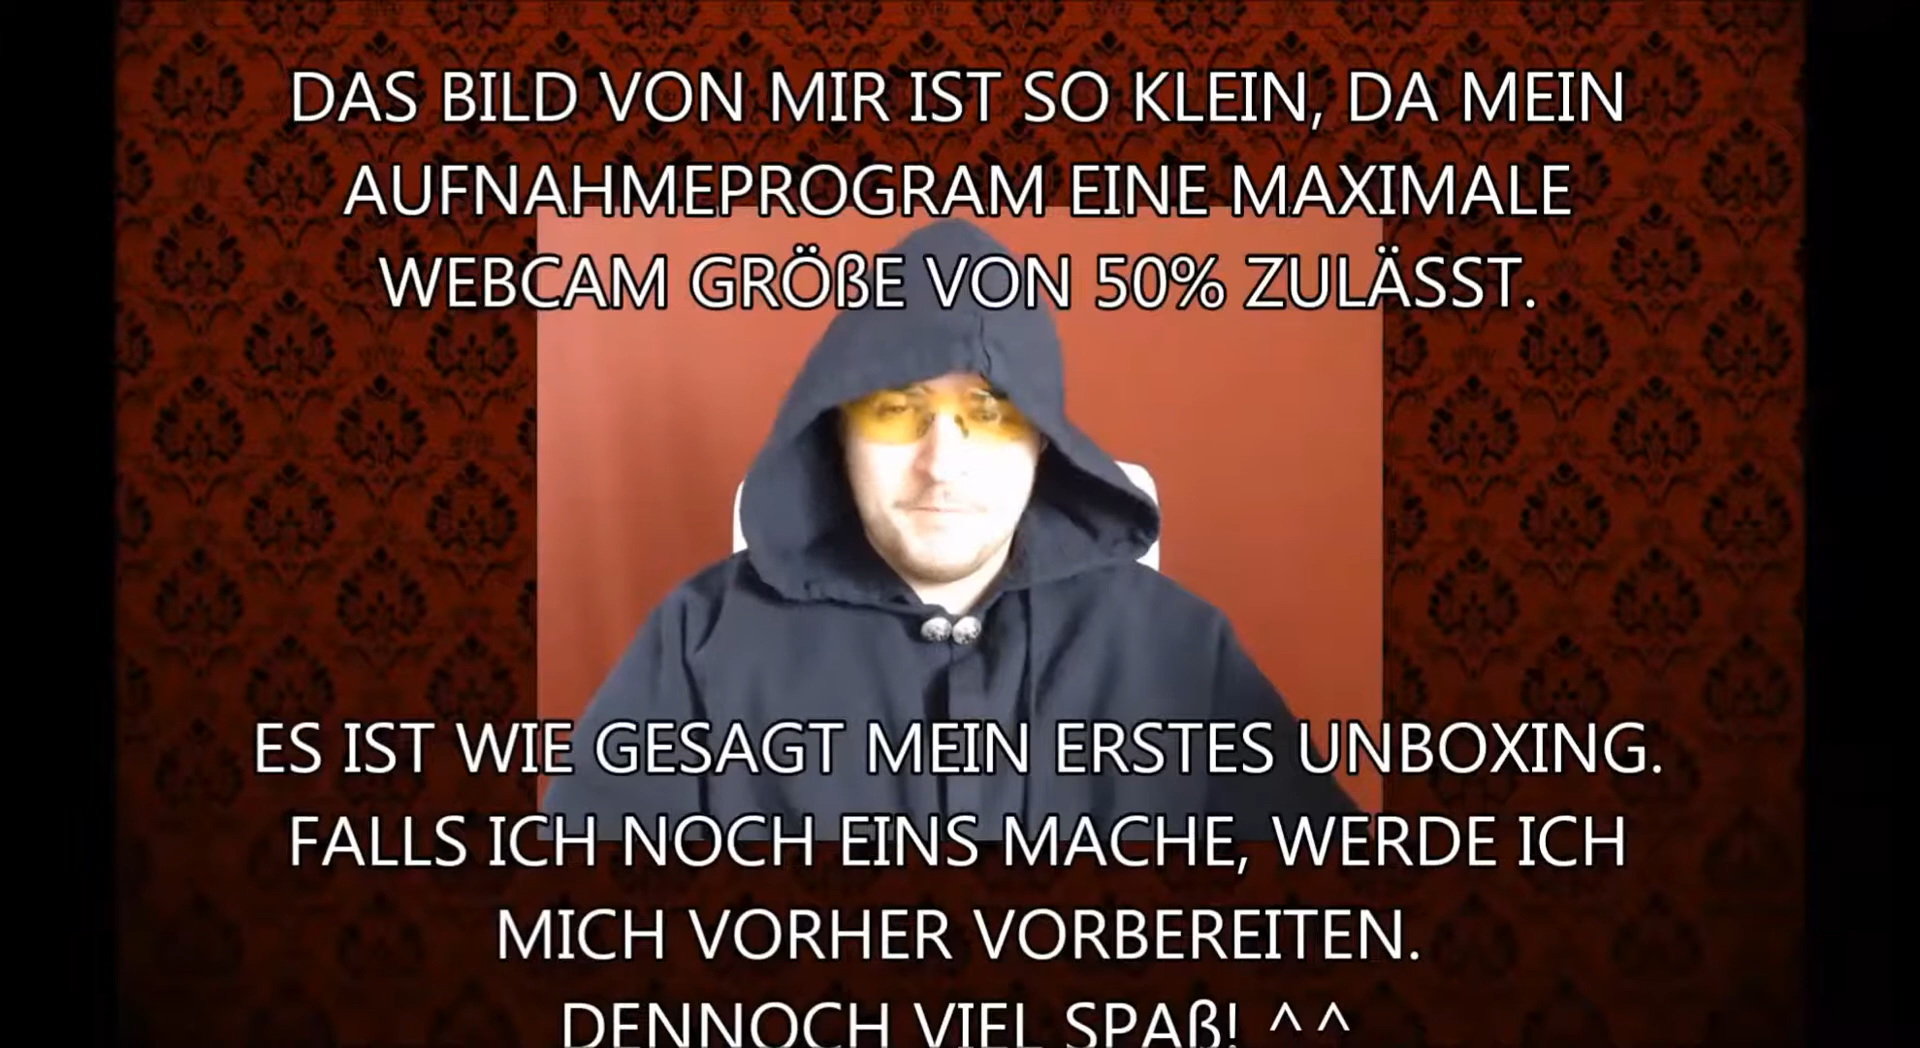 DAS BILD VON MIR IST SO KLEIN, DA MEIN
AUFNAHMEPROGRAM EINE MAXIMALE
WEBCAM GRÖßE VON 50% ZULÄSST.
ES IST WIE GESAGT MEIN ERSTES UNBOXING.
FALLS ICH NOCH EINS MACHE, WERDE ICH
MICH VORHER VORBEREITEN.
DENNOCH VIEL SPAß! ^^